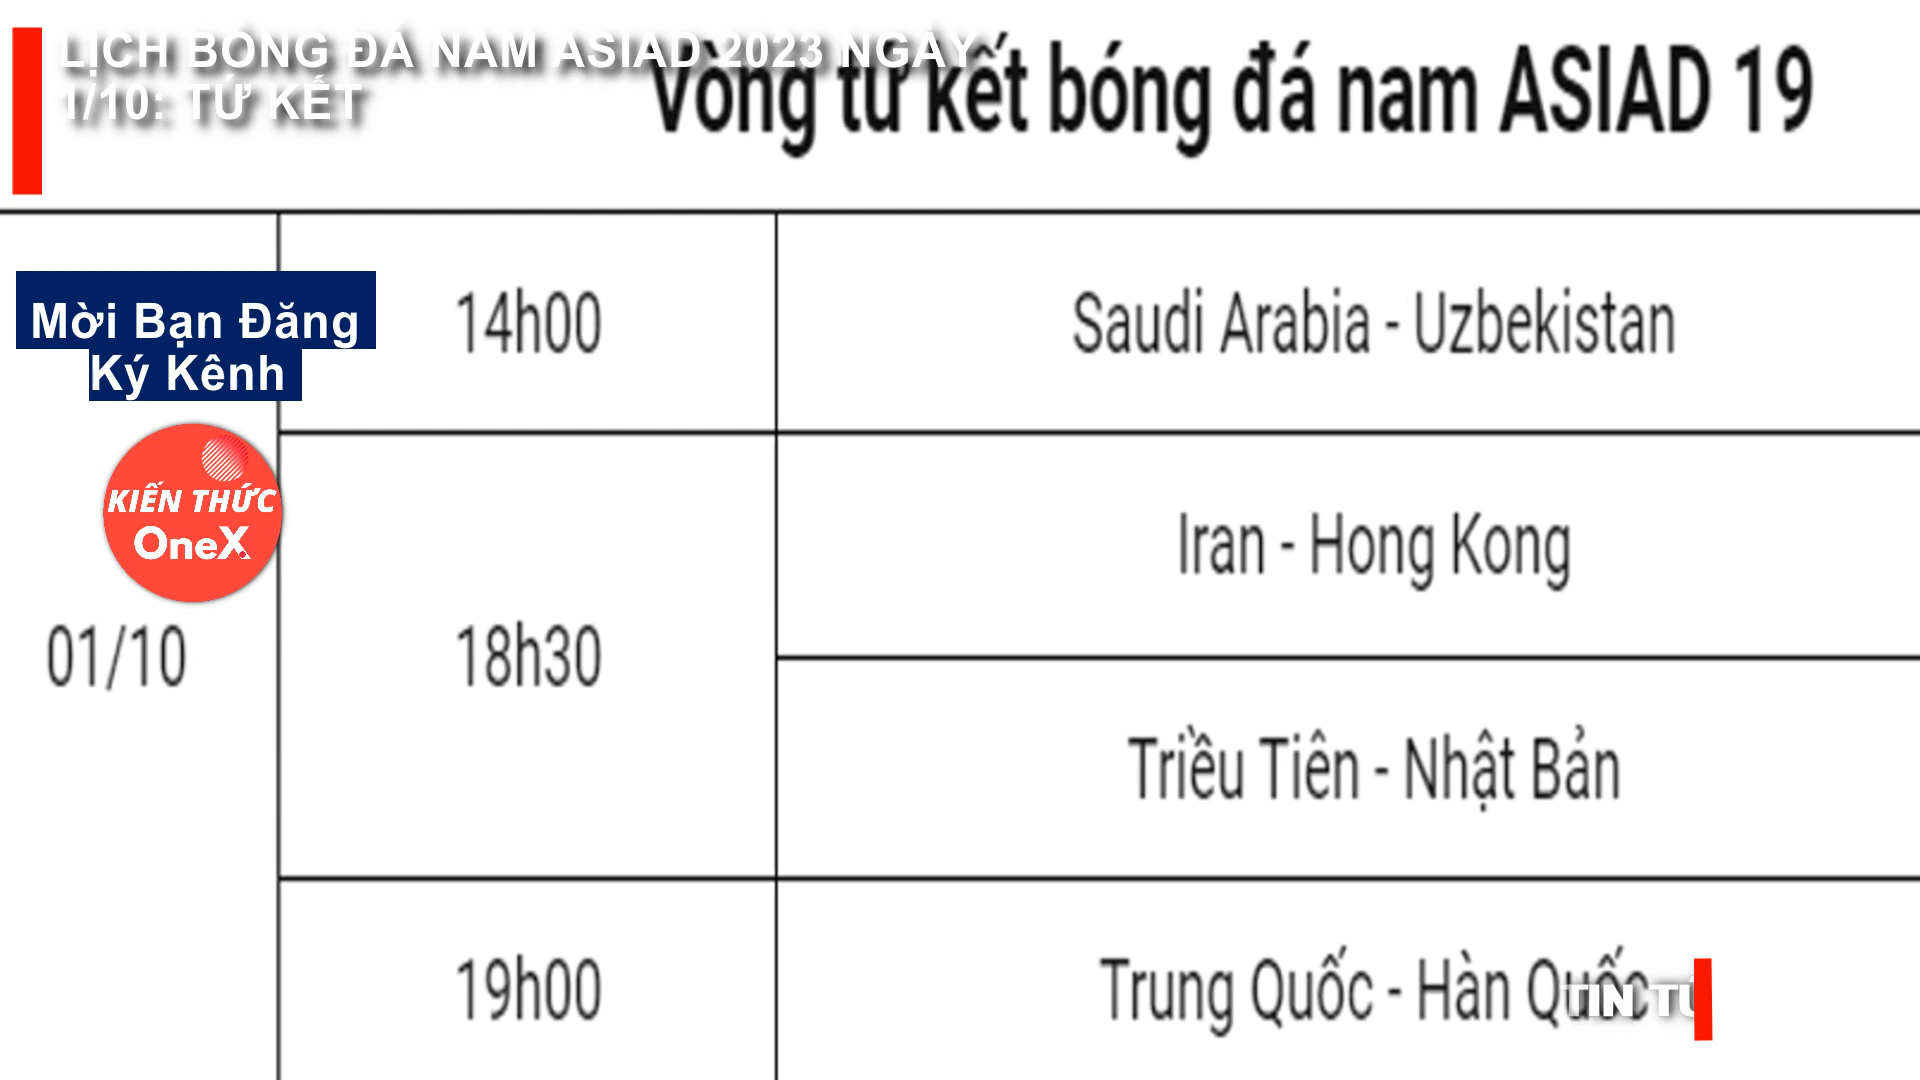 LỊCH BÓNG ĐÁ NAM ASIAD 2023 NGÀY
1/10: TỨ KẾT
Vòng tứ kết bóng đá nam ASIAD 19
Mời Bạn Đăng
Ký Kênh
KIẾN THỨC
OneX
01/10
14h00
Saudi Arabia - Uzbekistan
18h30
Iran - Hong Kong
Triều Tiên - Nhật Bản
19h00
Trung Quốc - Hàn Quốc
TIN